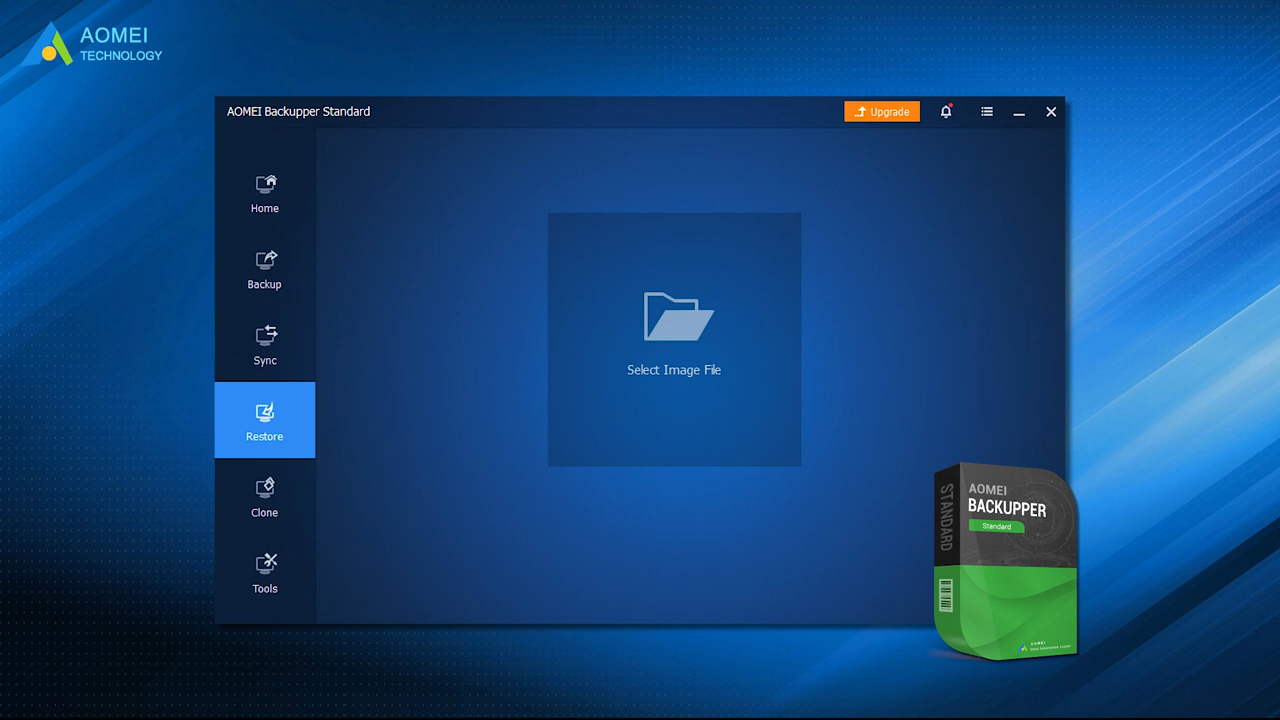 AOMEI
TECHNOLOGY
AOMEI Backupper Standard
Upgrade
Home
Backup
Sync
Restore
Clone
Tools
Select Image File
STANDARD
AOMEI
BACKUPPER
Standard
AOMEI